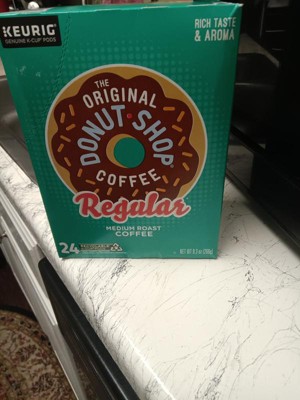 KEURIG
GENUINE K-CUP PODS
RICH TASTE
& AROMA
THE
ORIGINAL
DONUT·SHOP
COFFEE
Regular
MEDIUM ROAST
COFFEE
24